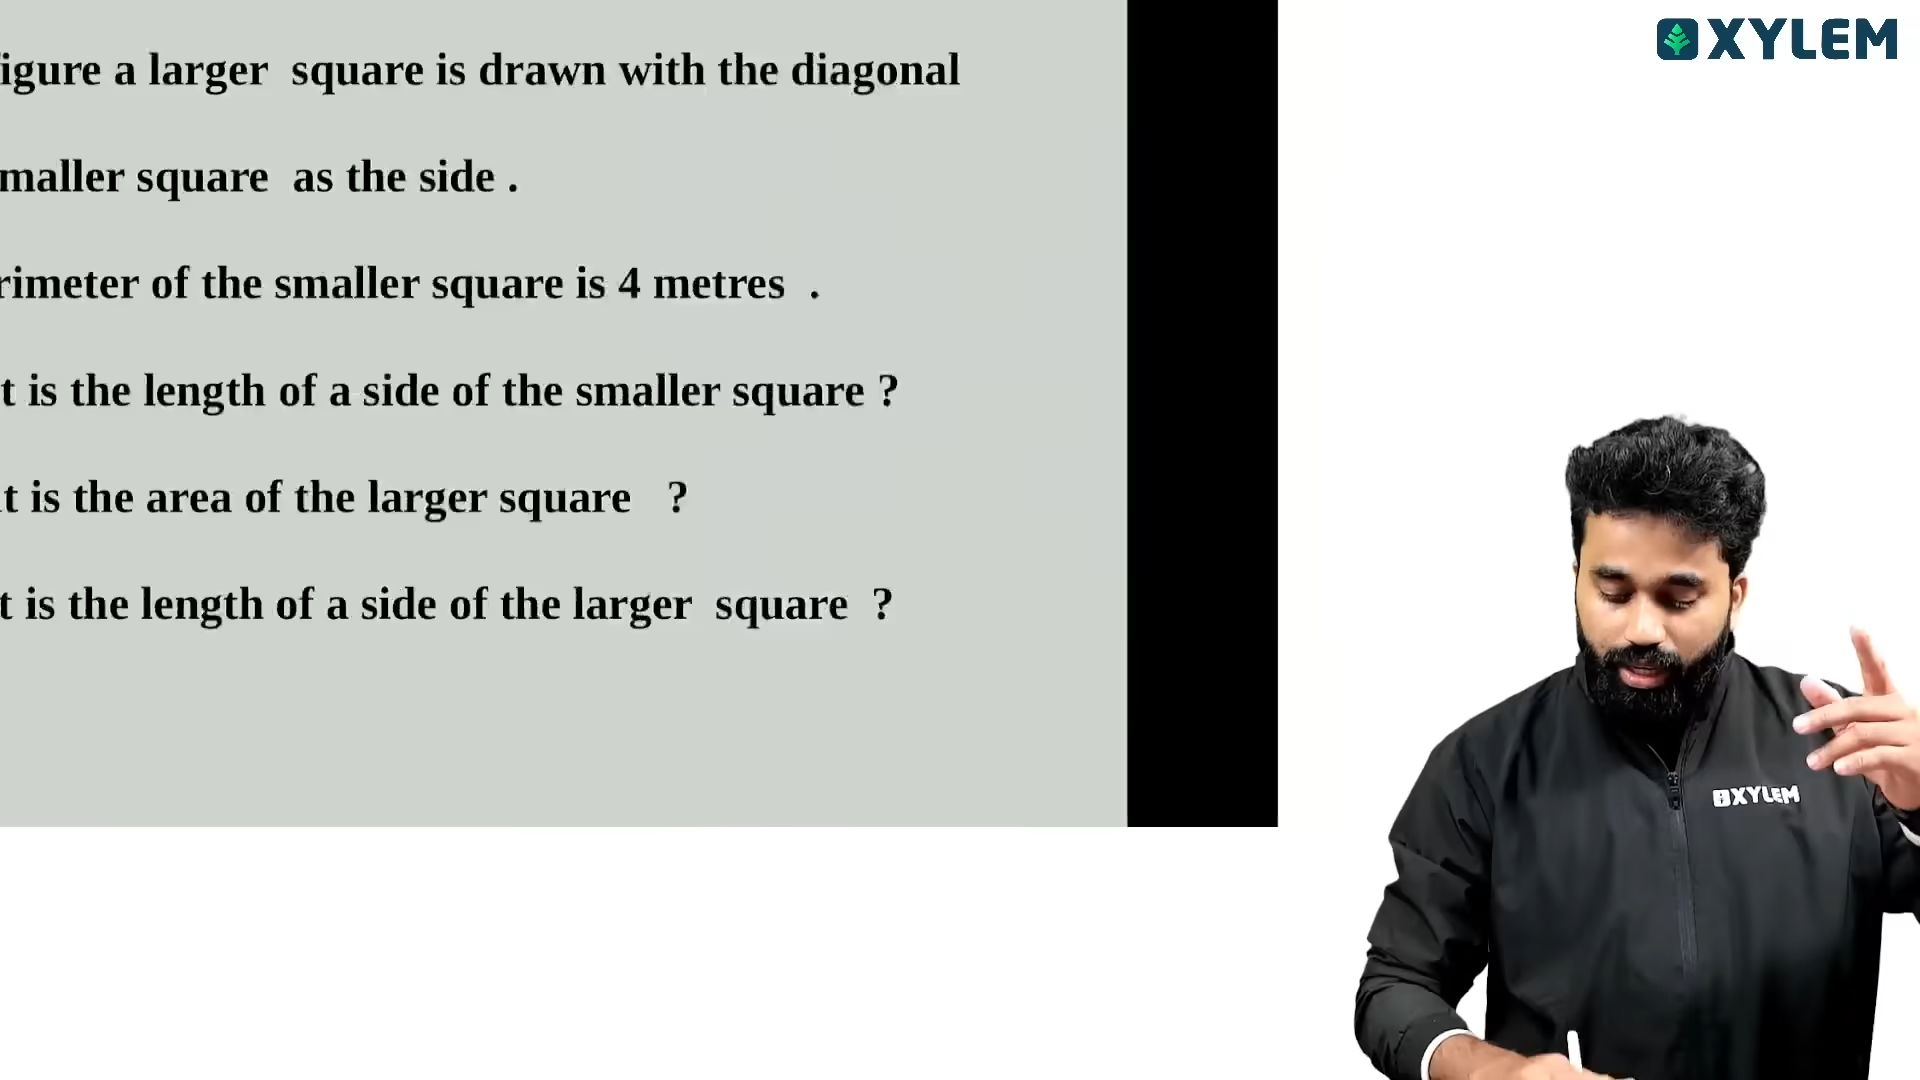 XYLEM
igure a larger square is drawn with the diagonal
maller square as the side .
rimeter of the smaller square is 4 metres .
t is the length of a side of the smaller square ?
t is the area of the larger square ?
t is the length of a side of the larger square ?
XYLEM